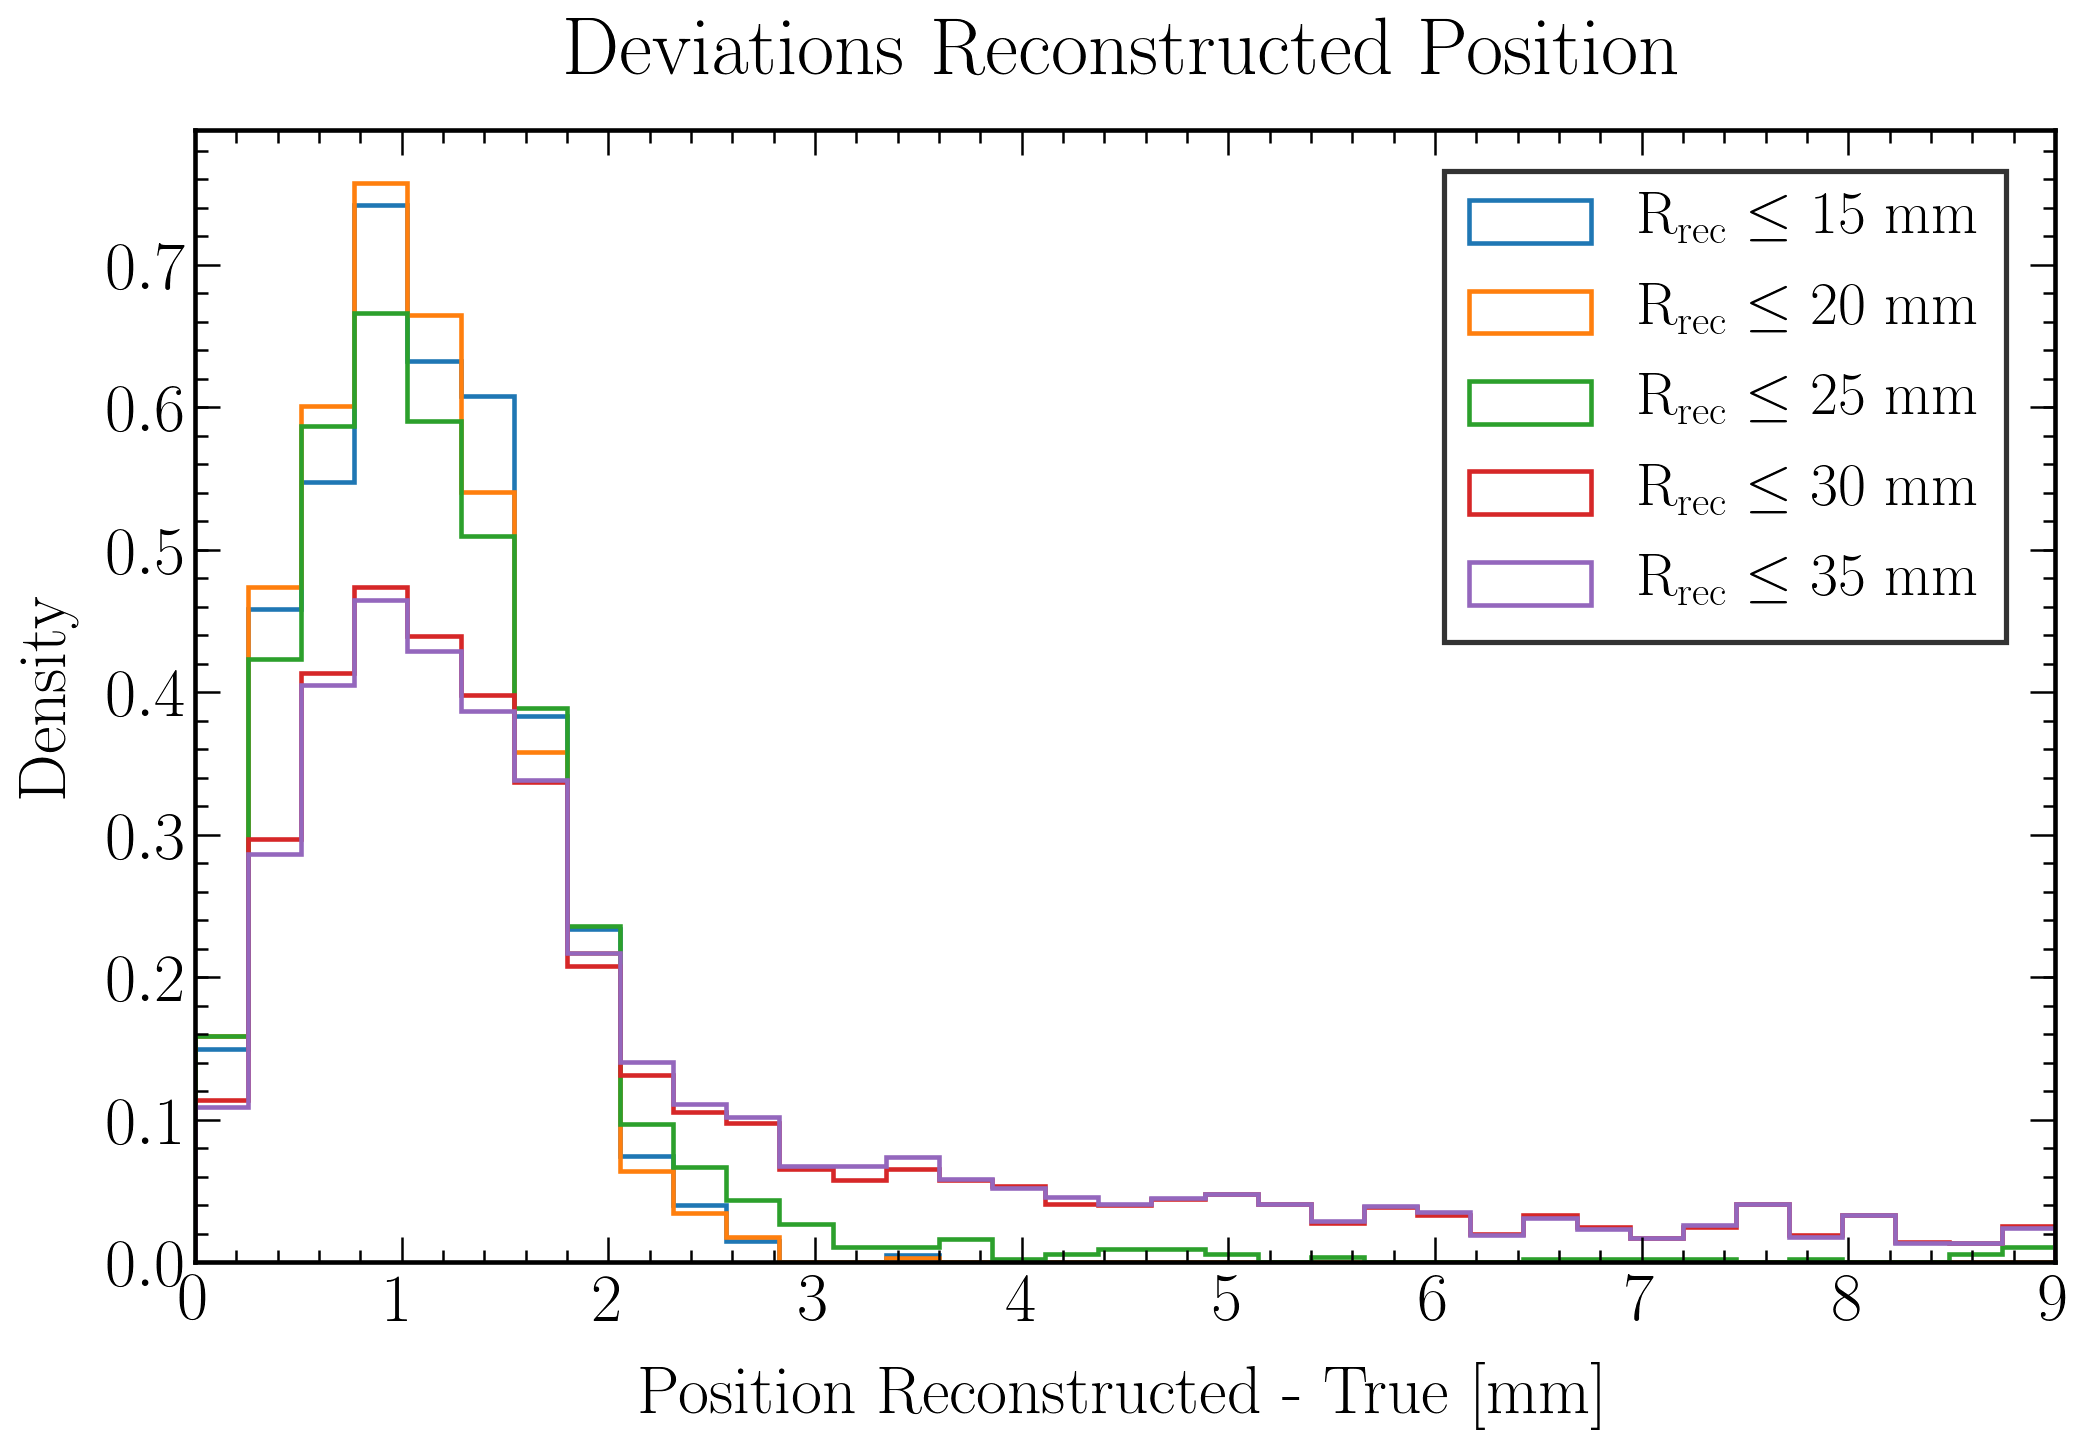 Deviations Reconstructed Position
R_rec ≤ 15 mm
R_rec ≤ 20 mm
R_rec ≤ 25 mm
R_rec ≤ 30 mm
R_rec ≤ 35 mm
Density
0.7
0.6
0.5
0.4
0.3
0.2
0.1
0.0
0 1 2 3 4 5 6 7 8 9
Position Reconstructed - True [mm]